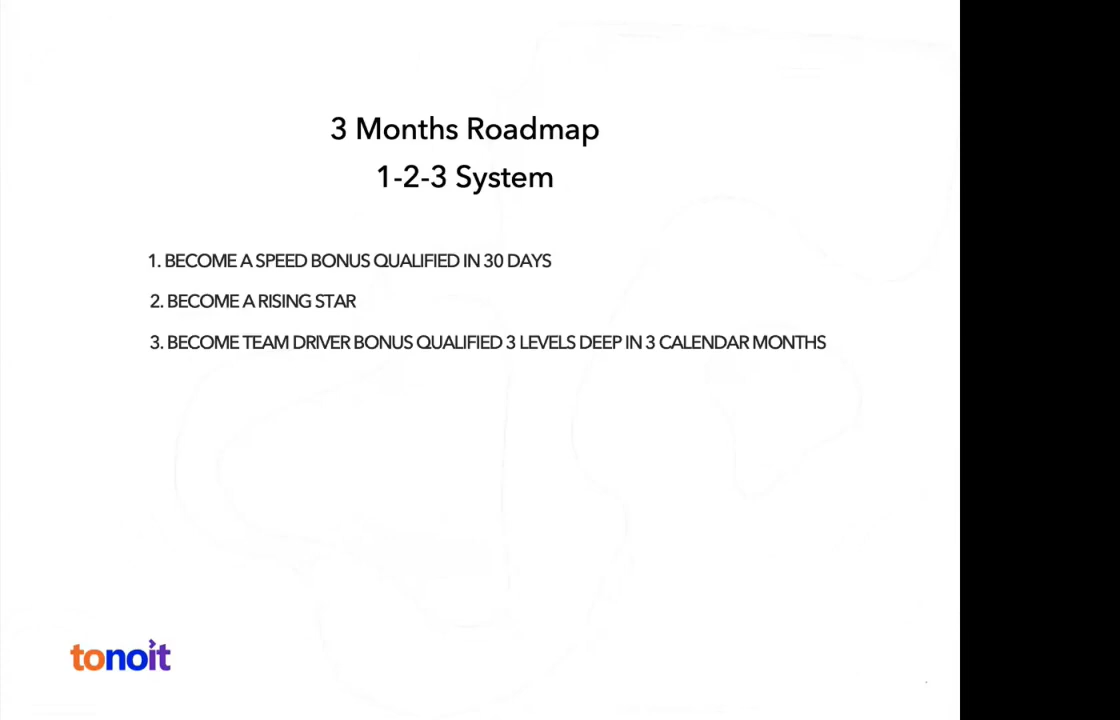 3 Months Roadmap
1-2-3 System
1. BECOME A SPEED BONUS QUALIFIED IN 30 DAYS
2. BECOME A RISING STAR
3. BECOME TEAM DRIVER BONUS QUALIFIED 3 LEVELS DEEP IN 3 CALENDAR MONTHS
tonoit